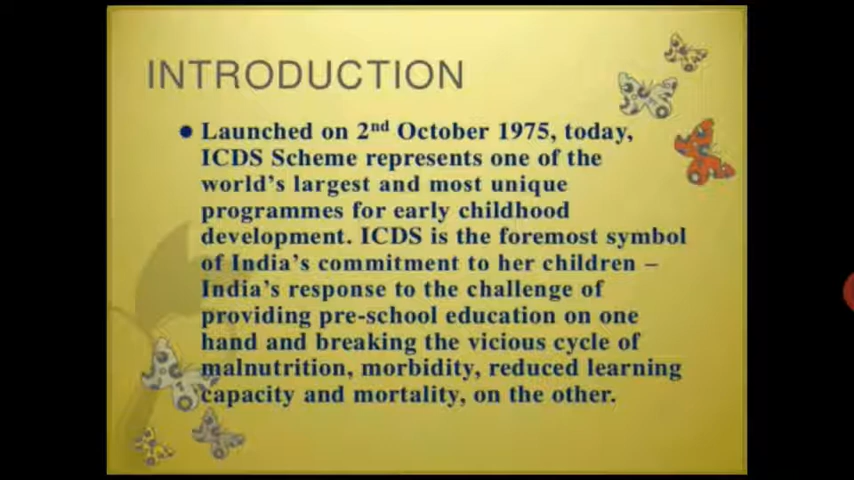 INTRODUCTION
• Launched on 2nd October 1975, today,
ICDS Scheme represents one of the
world's largest and most unique
programmes for early childhood
development. ICDS is the foremost symbol
of India's commitment to her children –
India's response to the challenge of
providing pre-school education on one
hand and breaking the vicious cycle of
malnutrition, morbidity, reduced learning
capacity and mortality, on the other.